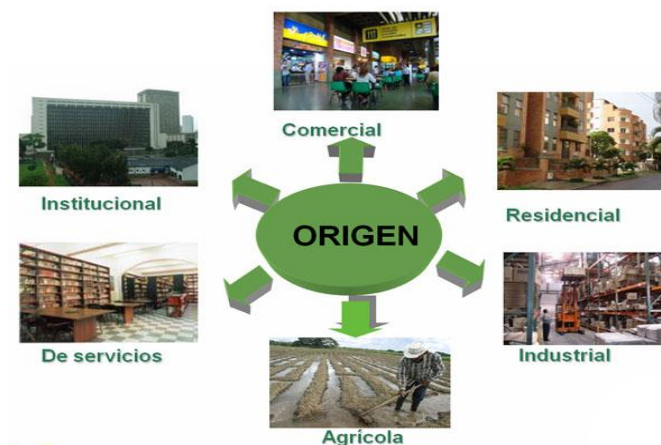 Comercial
Institucional
Residencial
ORIGEN
De servicios
Industrial
Agrícola